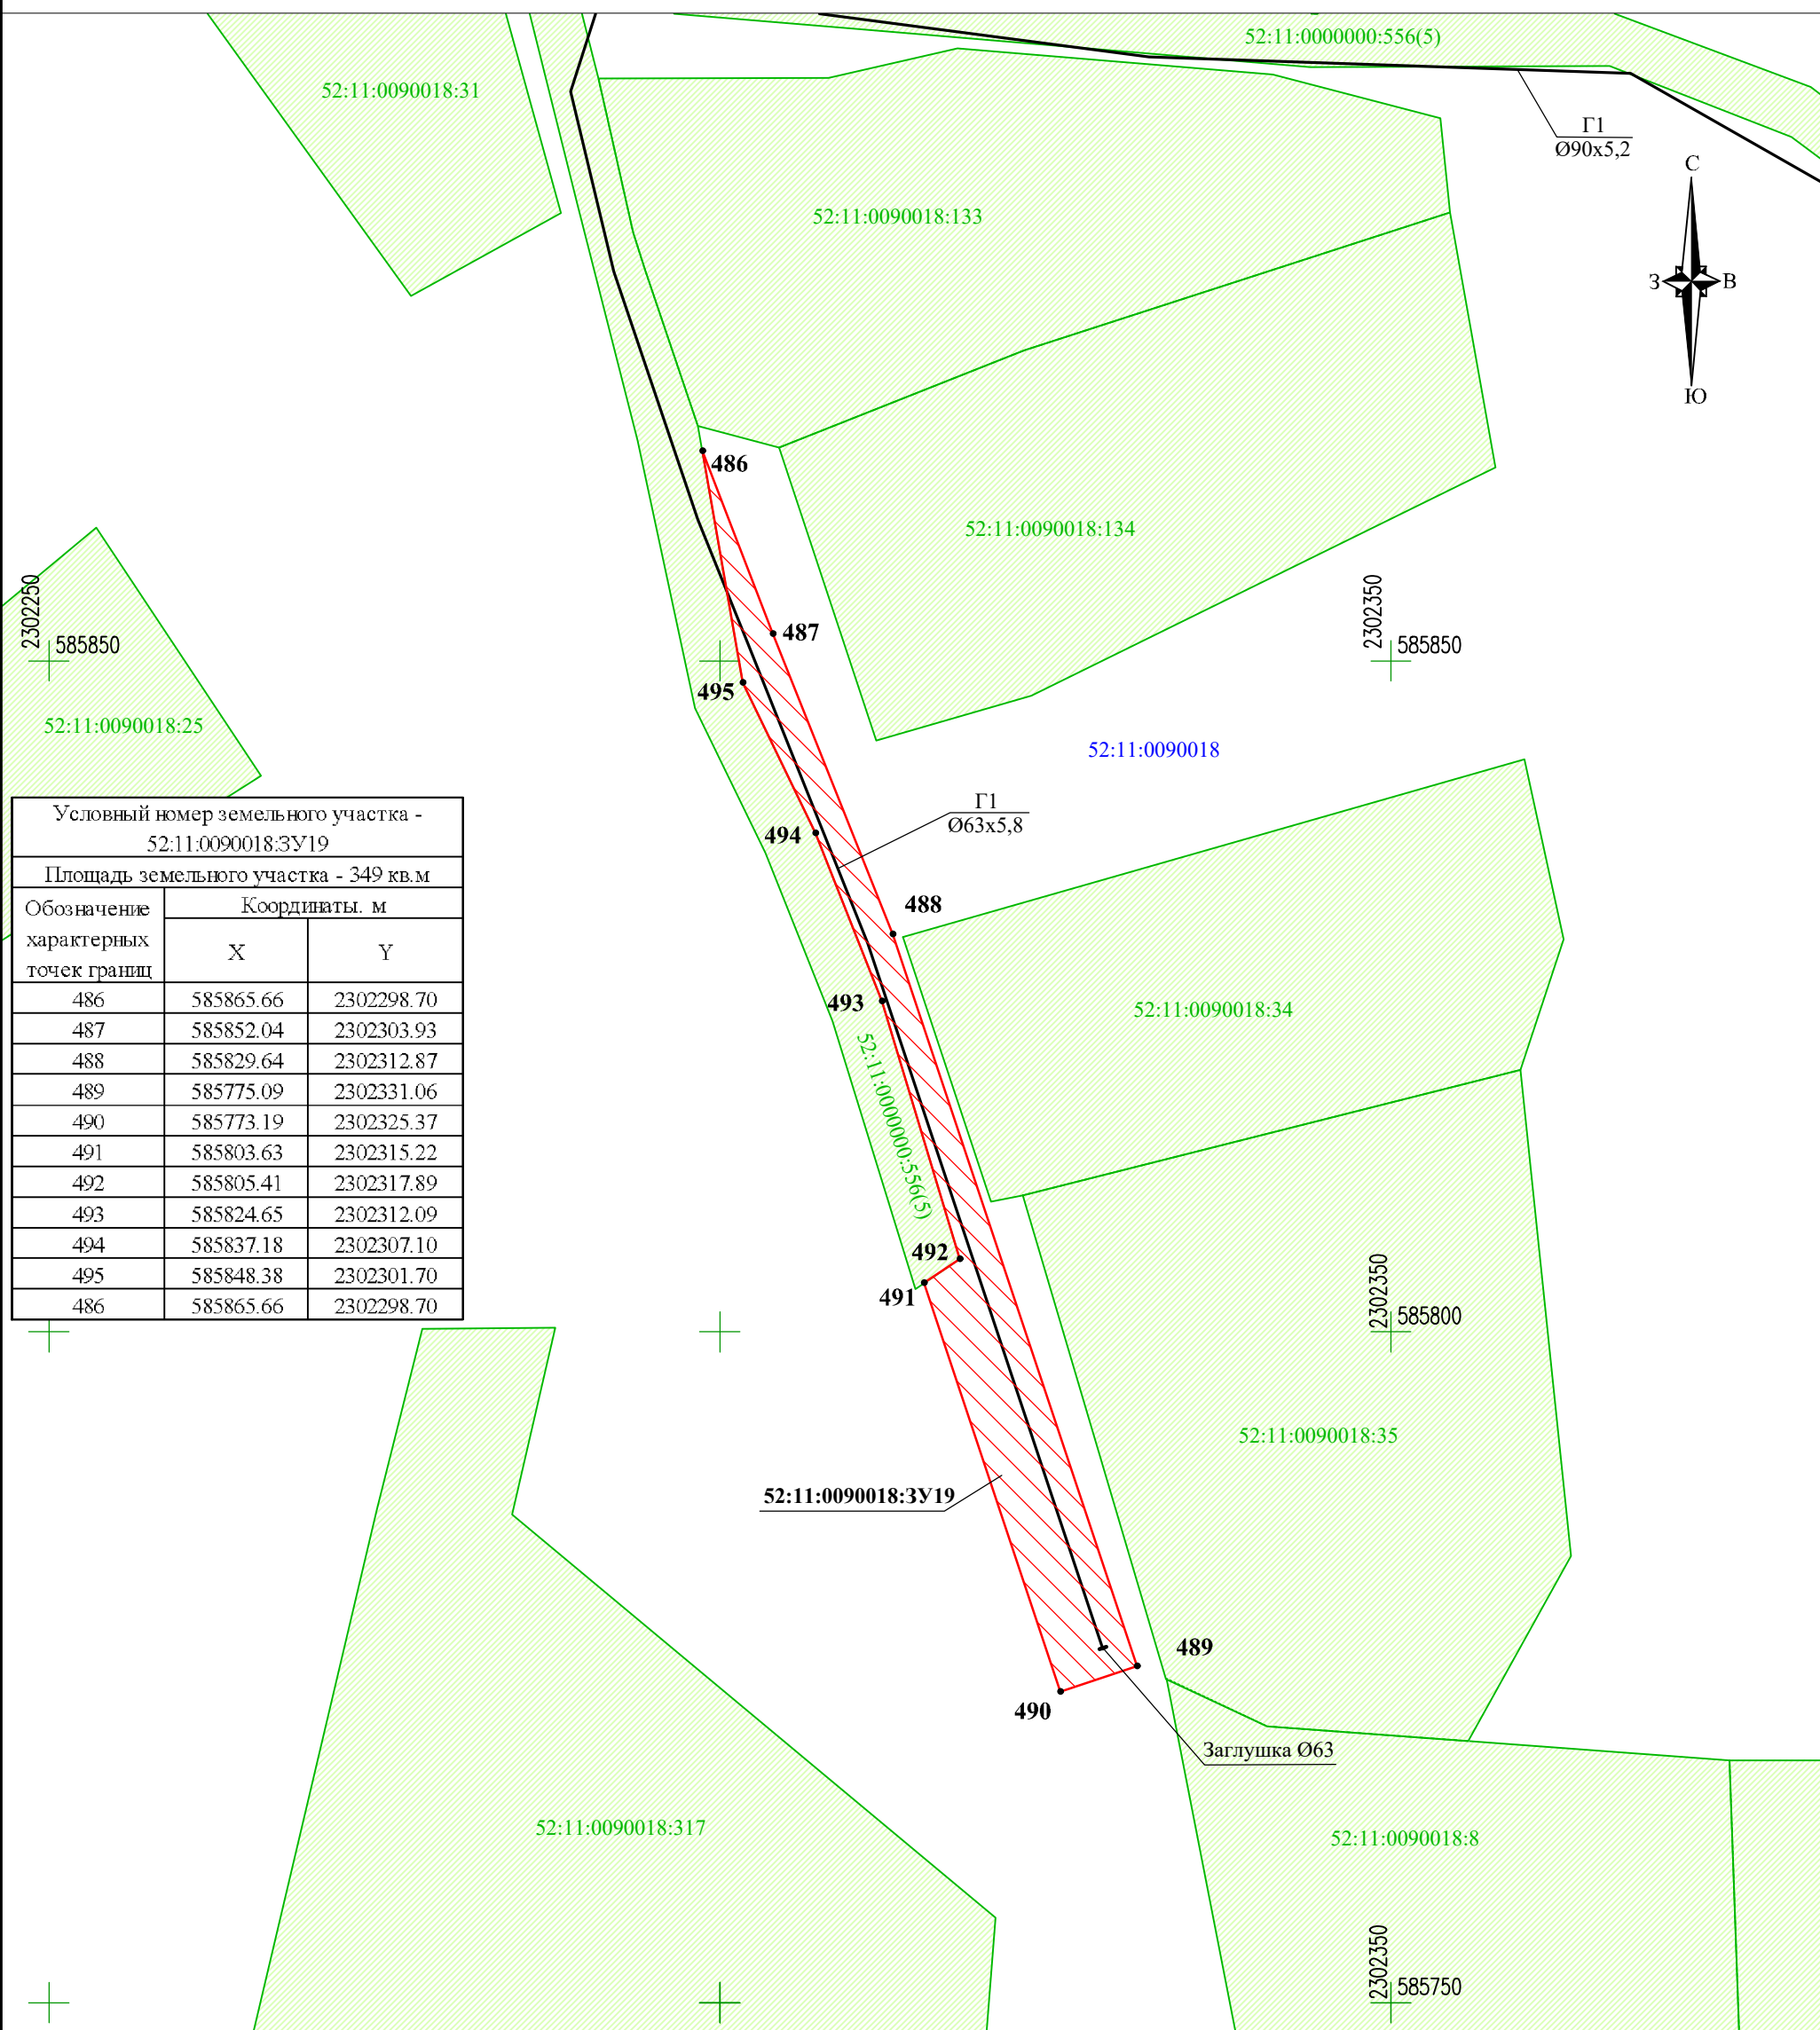 52:11:0000000:556(5)
52:11:0090018:31
Г1
Ø90x5,2
С
52:11:0090018:133
З
В
Ю
486
52:11:0090018:134
2302250
585850
487
2302350
585850
495
52:11:0090018:25
52:11:0090018
Г1
Ø63x5,8
494
Условный номер земельного участка -
52:11:0090018:ЗУ19
Площадь земельного участка - 349 кв.м
Обозначение
характерных
точек границ
Координаты. м
X Y
486 585865.66 2302298.70
487 585852.04 2302303.93
488 585829.64 2302312.87
489 585775.09 2302331.06
490 585773.19 2302325.37
491 585803.63 2302315.22
492 585805.41 2302317.89
493 585824.65 2302312.09
494 585837.18 2302307.10
495 585848.38 2302301.70
486 585865.66 2302298.70
488
493
52:11:0090018:34
52:11:0000000:556(5)
492
491
2302350
585800
52:11:0090018:35
52:11:0090018:ЗУ19
489
490
Заглушка Ø63
52:11:0090018:317
52:11:0090018:8
2302350
585750